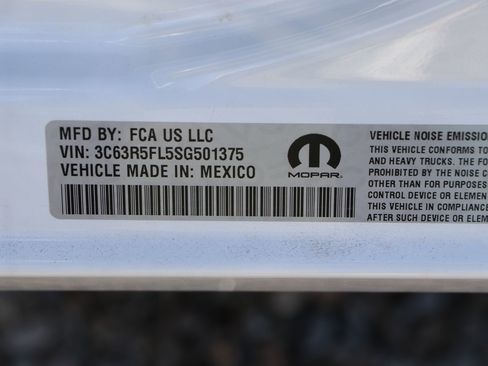 MFD BY: FCA US LLC
VIN: 3C63R5FL5SG501375
VEHICLE MADE IN: MEXICO
MOPAR
VEHICLE NOISE EMISSION
THIS VEHICLE CONFORMS TO
AND HEAVY TRUCKS. THE FO
PROHIBITED BY THE NOISE C
OTHER THAN FOR PURPOSES
CONTROL DEVICE OR ELEMEN
THIS VEHICLE IN COMPLIANCE
AFTER SUCH DEVICE OR ELEM